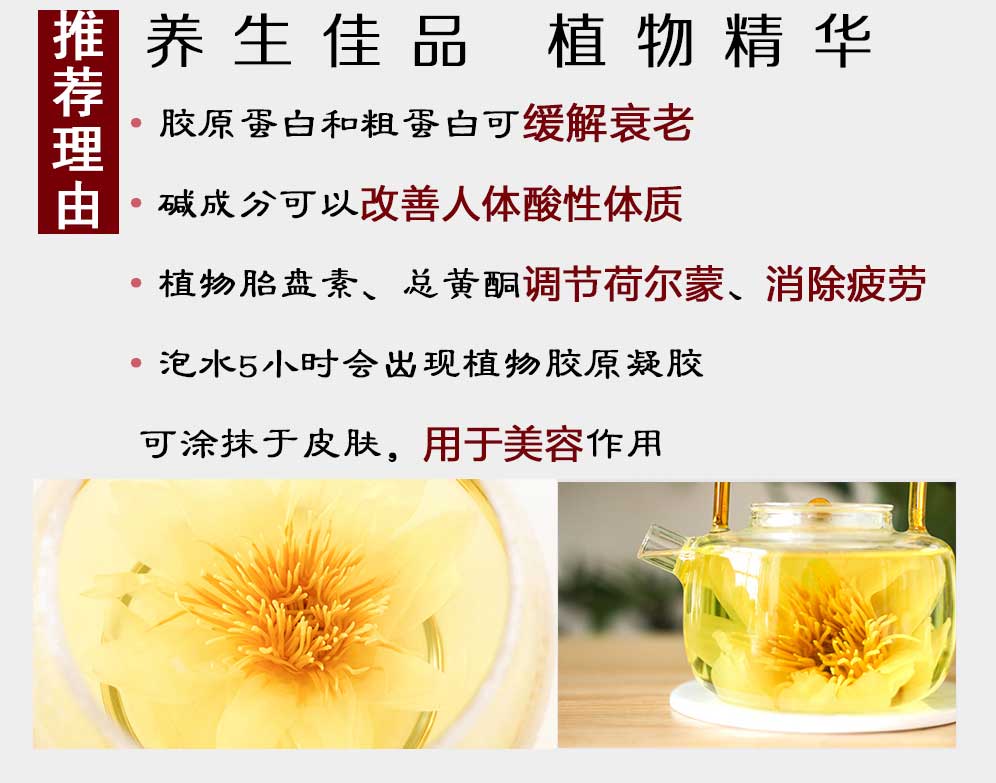 推荐理由
养生佳品 植物精华
• 胶原蛋白和粗蛋白可缓解衰老
• 碱成分可以改善人体酸性体质
• 植物胎盘素、总黄酮调节荷尔蒙、消除疲劳
• 泡水5小时会出现植物胶原凝胶
可涂抹于皮肤，用于美容作用